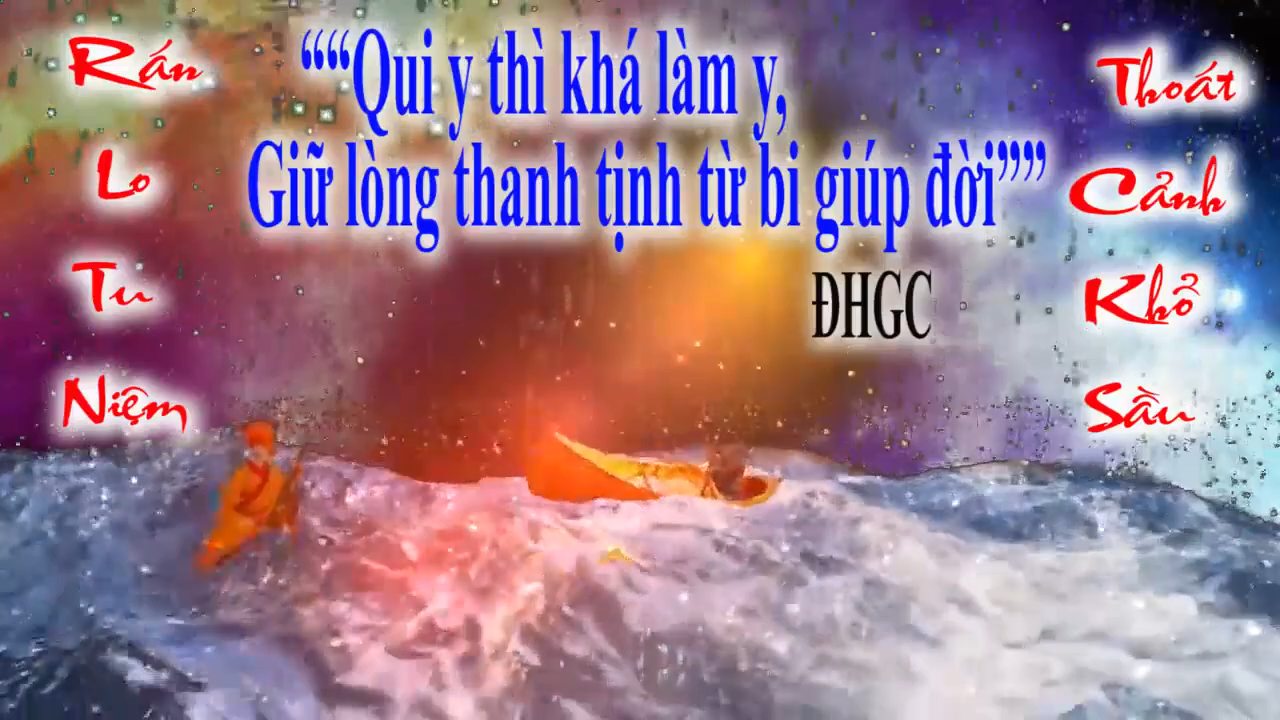 Rán
Lo
Tu
Niệm
““Qui y thì khá làm y,
Giữ lòng thanh tịnh từ bi giúp đời””
ĐHGC
Thoát
Cảnh
Khổ
Sầu